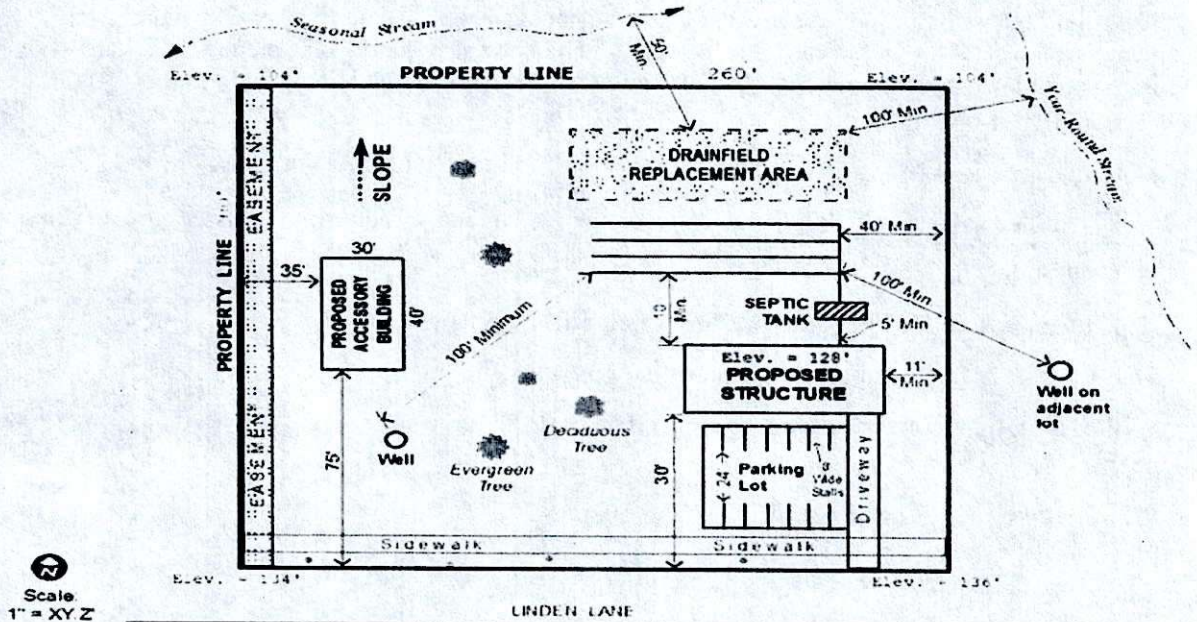 Seasonal Stream
50'
Min.
Elev. = 104'
PROPERTY LINE
260'
Elev. = 104'
100' Min
Year-Round Stream
EASEMENT
SLOPE
DRAINFIELD
REPLACEMENT AREA
PROPERTY LINE
30'
35'
PROPOSED
ACCESSORY
BUILDING
40'
40' Min
100' Min.
10
Min.
SEPTIC
TANK
5' Min
100' Minimum
Elev. = 128'
PROPOSED
STRUCTURE
11'
Min
Well on
adjacent
lot
75'
Well
Deciduous
Tree
Evergreen
Tree
EASEMENT
30'
24'
Parking
Lot
Stalls
Driveway
Sidewalk
Sidewalk
Elev. = 134'
Elev. = 136'
Z
Scale:
1" = XY.Z'
LINDEN LANE